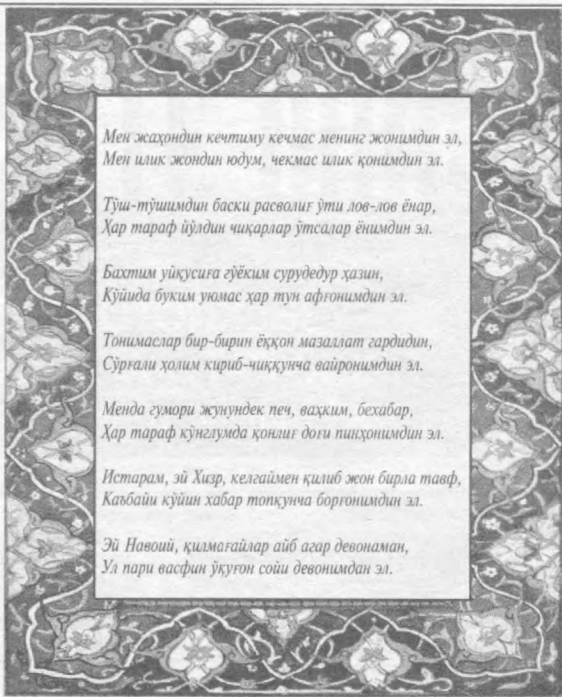 Мен жаҳондин кечтиму кечмас менинг жонимдин эл,
Мен илик жондин юдум, чекмас илик қонимдин эл.
Тўш-тўшимдин баски расволиғ ўти лов-лов ёнар,
Ҳар тараф йўлдин чиқарлар ўтсалар ёнимдин эл.
Бахтим уйқусиға гўёким сурудедур ҳазин,
Кўйида буким уюмас ҳар тун афғонимдин эл.
Тонимаслар бир-бирин ёққон мазаллат гардидин,
Сўрғали ҳолим кириб-чиққунча вайронимдин эл.
Менда гумори жунундек печ, ваҳким, бехабар,
Ҳар тараф кўнглумда қонлиғ доғи пинҳонимдин эл.
Истарам, эй Хизр, келгаймен қилиб жон бирла тавф,
Каъбайи кўйин хабар топқунча борғонимдин эл.
Эй Навоий, қилмағайлар айб агар девонаман,
Ул пари васфин ўқуғон сойи девонимдан эл.